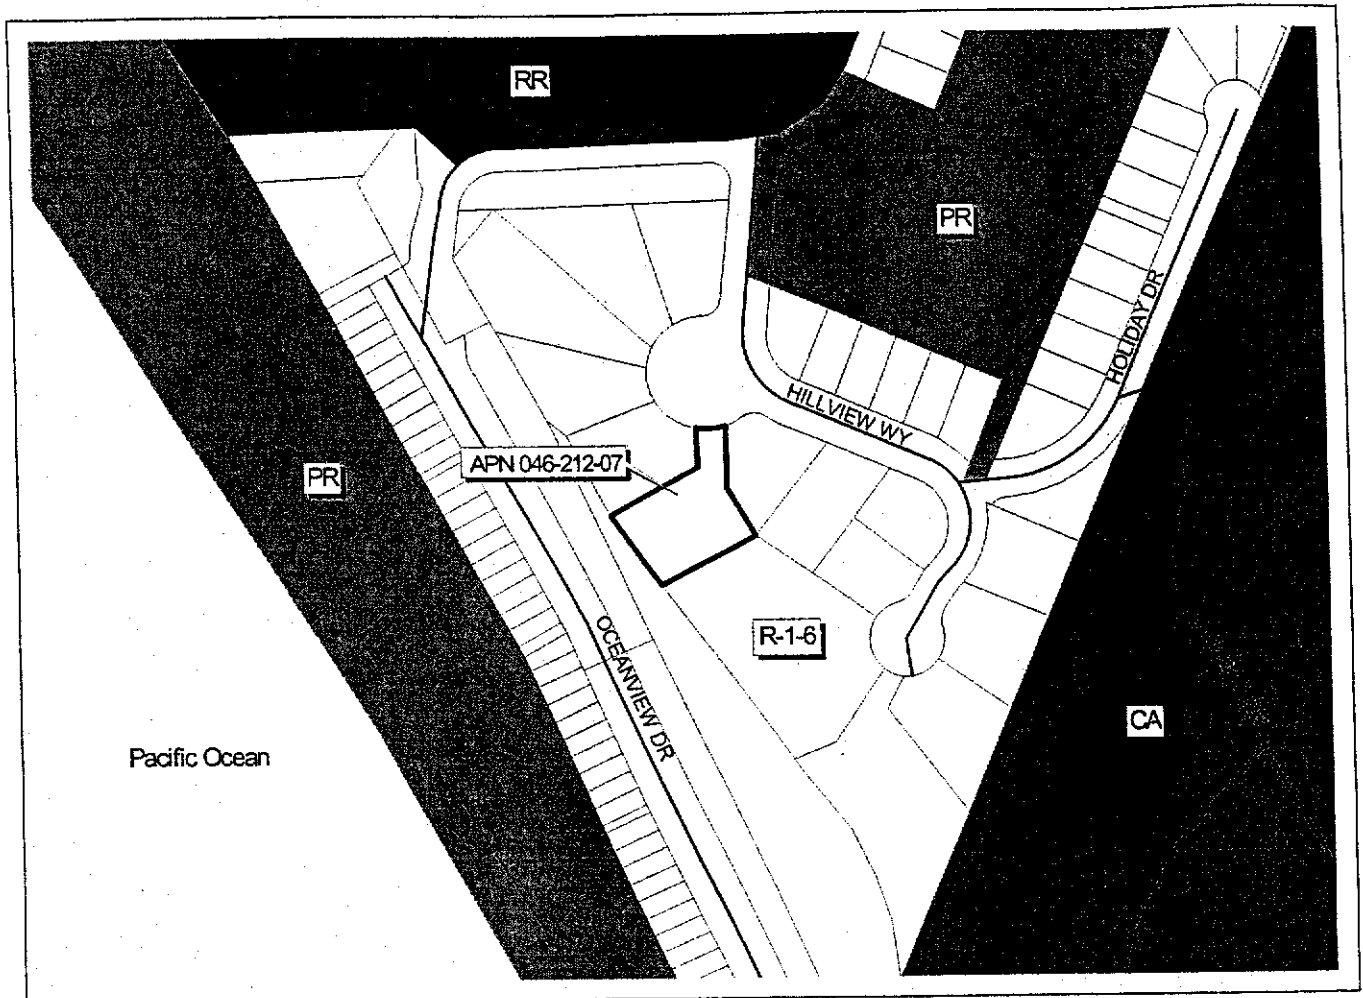 RR
PR
HOLIDAY DR
HILLVIEW WY
APN 046-212-07
PR
R-1-6
OCEANVIEW DR
CA
Pacific Ocean